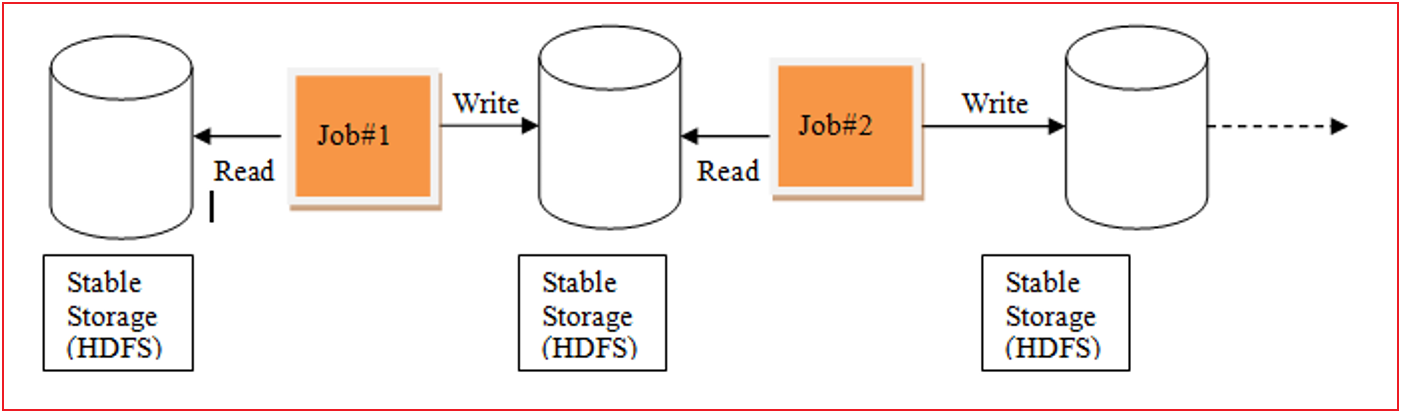 Job#1
Write
Read
Job#2
Write
Read
Stable
Storage
(HDFS)
Stable
Storage
(HDFS)
Stable
Storage
(HDFS)